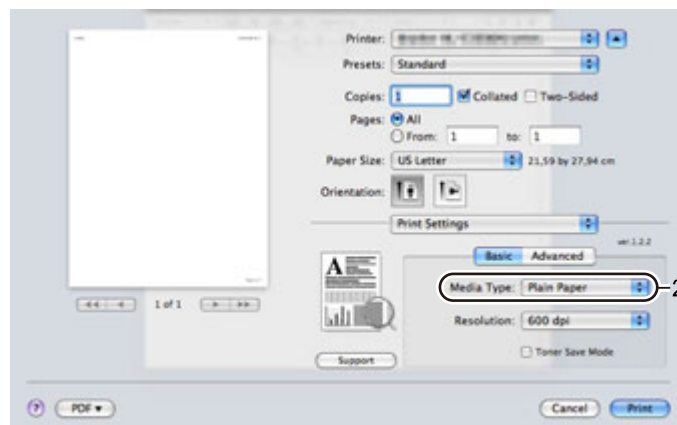 Printer:
Presets: Standard
Copies: 1 Collated Two-Sided
Pages: All
From: 1 to: 1
Paper Size: US Letter 21,59 by 27,94 cm
Orientation:
Print Settings
ver.1.2.2
Basic Advanced
Media Type: Plain Paper 2
1 of 1
Resolution: 600 dpi
Toner Save Mode
Support
? PDF Cancel Print